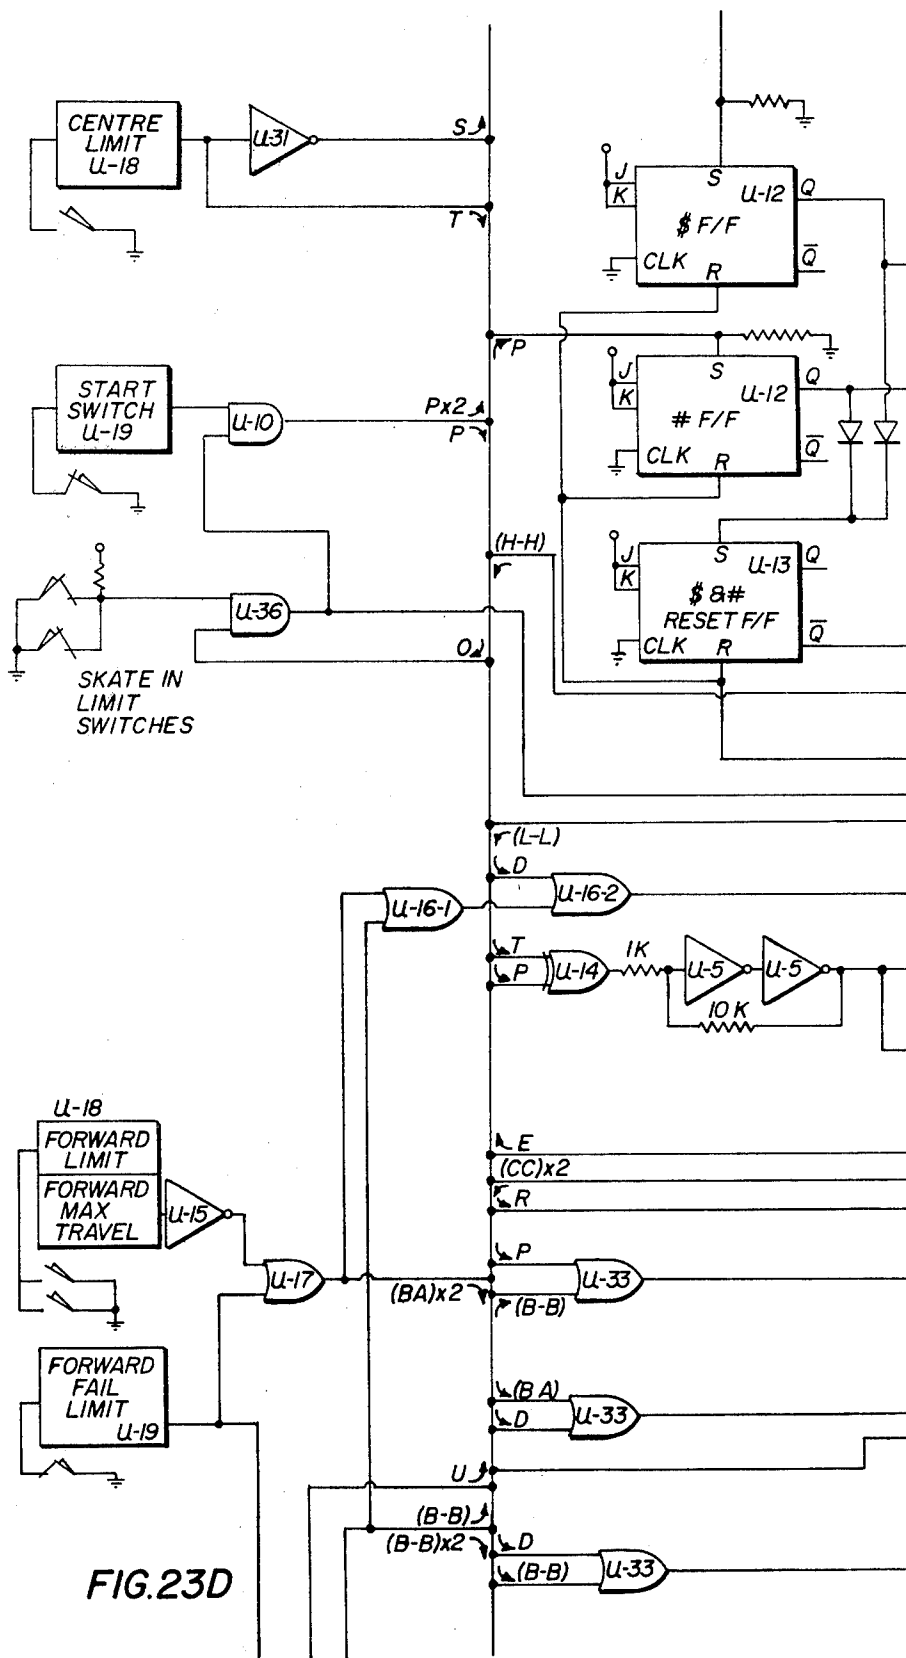 CENTRE
LIMIT
U-18
U-31
S
T
J
K
S
U-12
Q
$ F/F
CLK
R
Q̅
P
START
SWITCH
U-19
U-10
Px2
P
J
K
S
U-12
Q
# F/F
CLK
R
Q̅
(H-H)
U-36
O
SKATE IN
LIMIT
SWITCHES
J
K
S
U-13
Q
$ &#
RESET F/F
CLK
R
Q̅
(L-L)
D
U-16-1
U-16-2
T
P
U-14
1K
U-5
U-5
10K
U-18
FORWARD
LIMIT
FORWARD
MAX
TRAVEL
U-15
E
(CC)x2
R
U-17
P
U-33
(BA)x2
(B-B)
FORWARD
FAIL
LIMIT
U-19
(BA)
D
U-33
U
(B-B)
(B-B)x2
D
(B-B)
U-33
FIG.23D